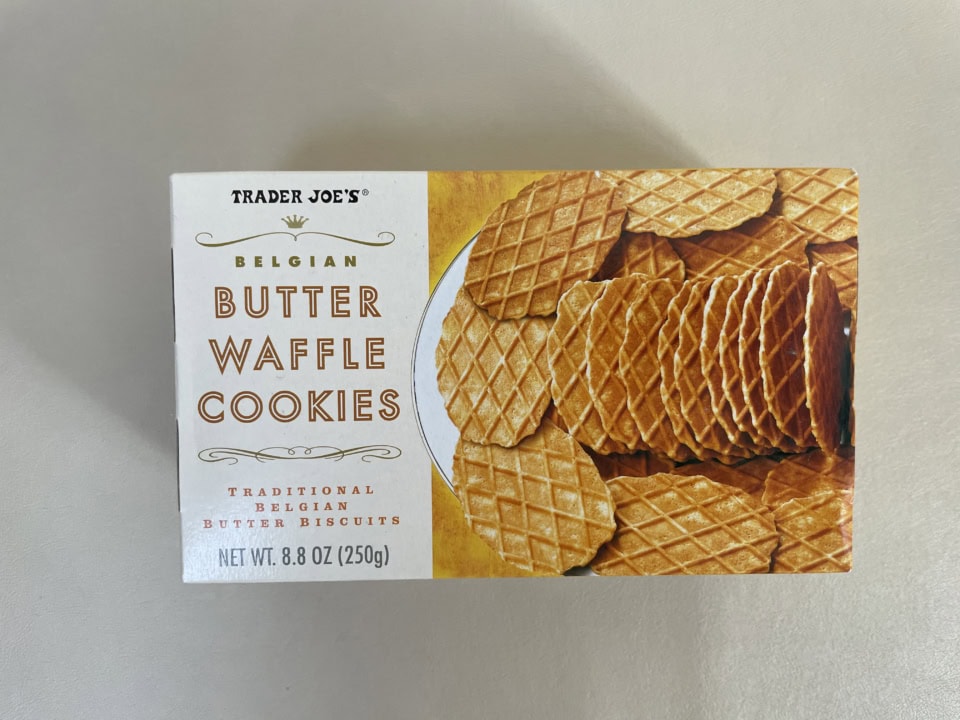 TRADER JOE'S®
BELGIAN
BUTTER
WAFFLE
COOKIES
TRADITIONAL
BELGIAN
BUTTER BISCUITS
NET WT. 8.8 OZ (250g)